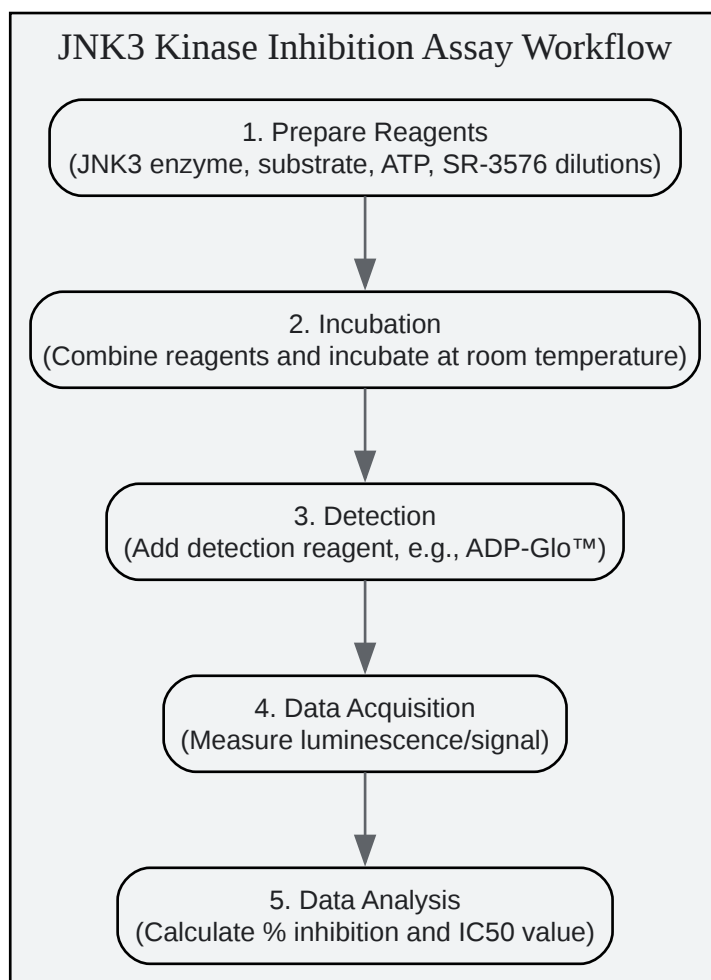 JNK3 Kinase Inhibition Assay Workflow
1. Prepare Reagents
(JNK3 enzyme, substrate, ATP, SR-3576 dilutions)
2. Incubation
(Combine reagents and incubate at room temperature)
3. Detection
(Add detection reagent, e.g., ADP-Glo™)
4. Data Acquisition
(Measure luminescence/signal)
5. Data Analysis
(Calculate % inhibition and IC50 value)